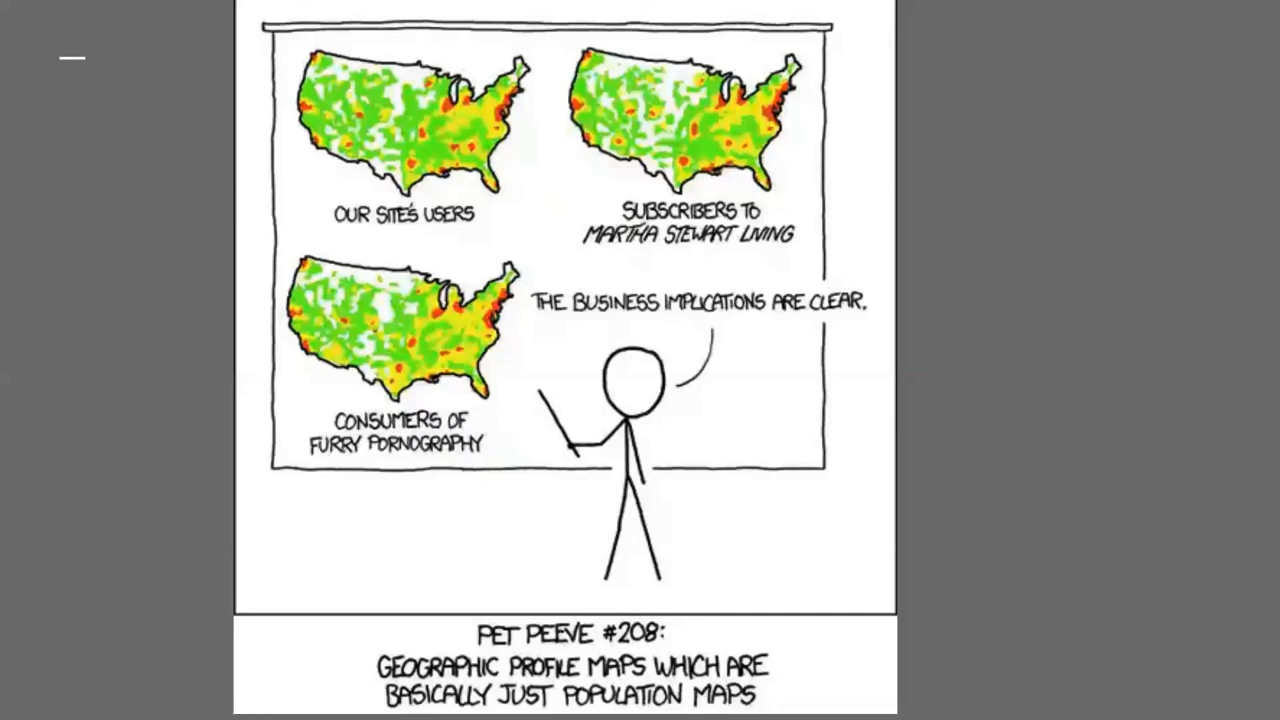 OUR SITE'S USERS
SUBSCRIBERS TO
MARTHA STEWART LIVING
CONSUMERS OF
FURRY PORNOGRAPHY
THE BUSINESS IMPLICATIONS ARE CLEAR.
PET PEEVE #208:
GEOGRAPHIC PROFILE MAPS WHICH ARE
BASICALLY JUST POPULATION MAPS